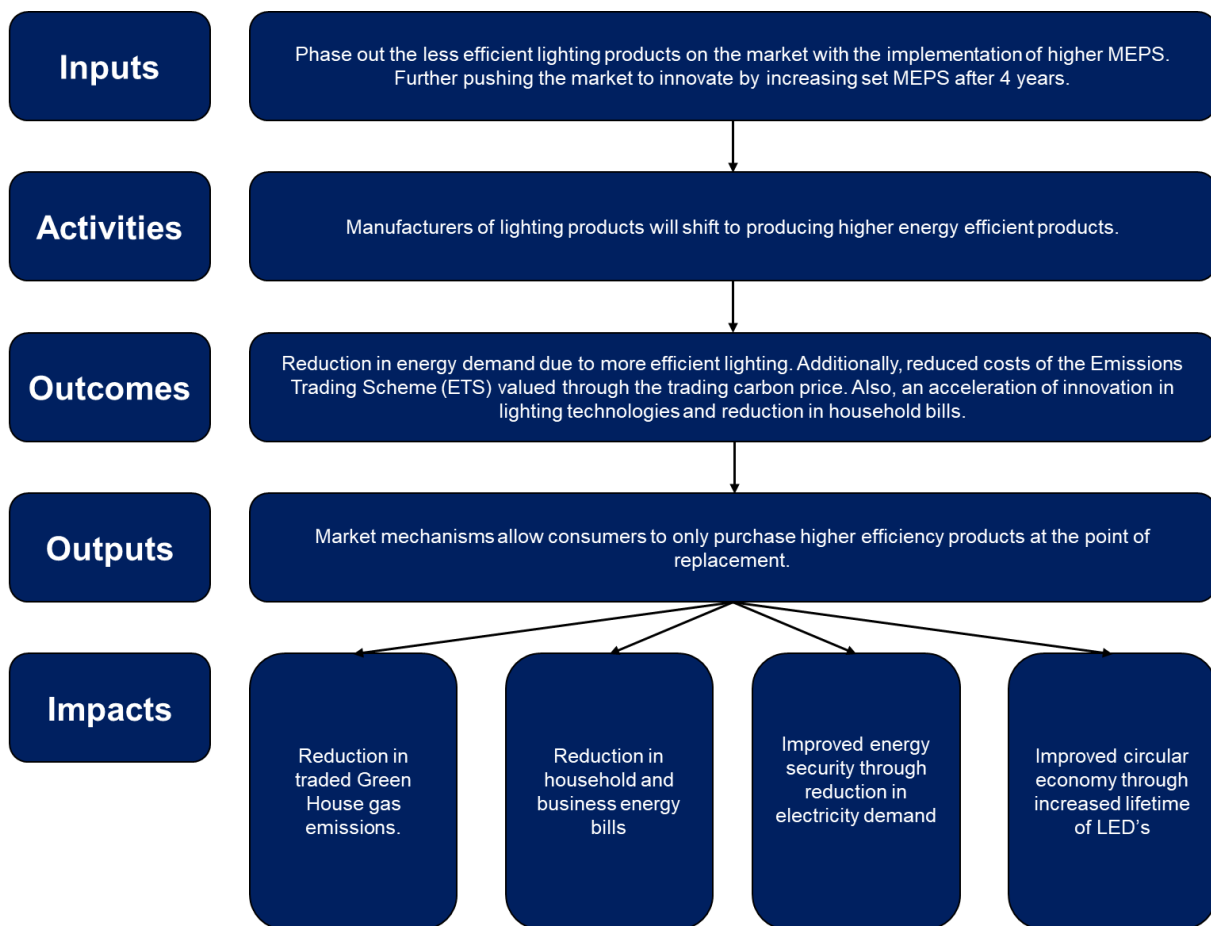 Inputs
Phase out the less efficient lighting products on the market with the implementation of higher MEPS.
Further pushing the market to innovate by increasing set MEPS after 4 years.
Activities
Manufacturers of lighting products will shift to producing higher energy efficient products.
Outcomes
Reduction in energy demand due to more efficient lighting. Additionally, reduced costs of the Emissions
Trading Scheme (ETS) valued through the trading carbon price. Also, an acceleration of innovation in
lighting technologies and reduction in household bills.
Outputs
Market mechanisms allow consumers to only purchase higher efficiency products at the point of
replacement.
Impacts
Reduction in
traded Green
House gas
emissions.
Reduction in
household and
business energy
bills
Improved energy
security through
reduction in
electricity demand
Improved circular
economy through
increased lifetime
of LED's